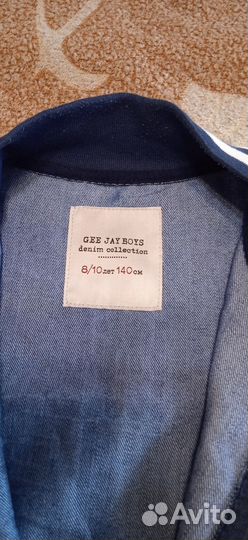 GEE JAY BOYS
denim collection
8/10 лет 140 см
Avito